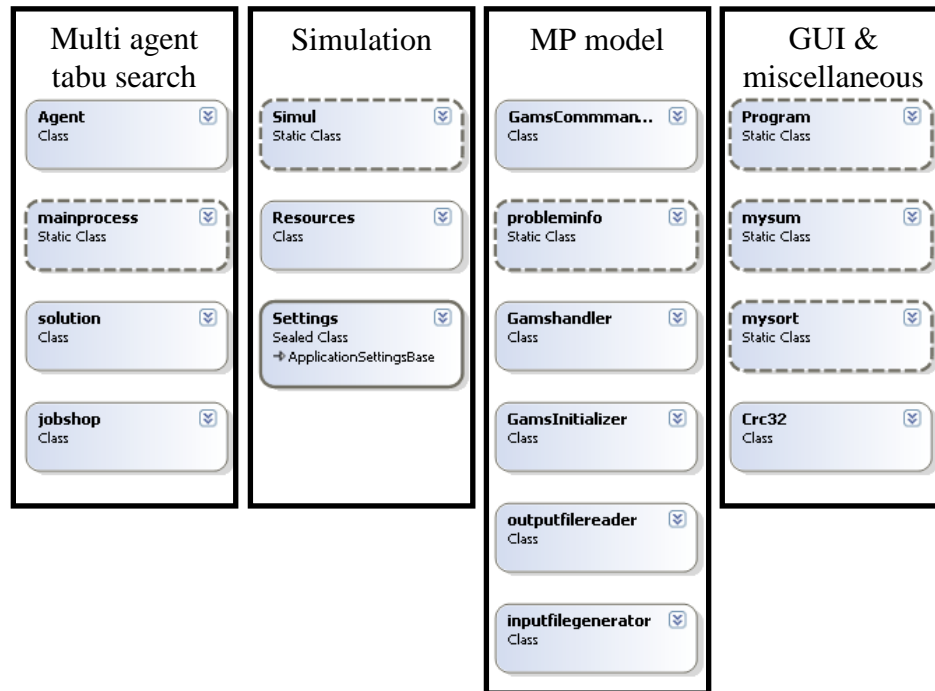 Multi agent
tabu search
Agent
Class
mainprocess
Static Class
solution
Class
jobshop
Class
Simulation
Simul
Static Class
Resources
Class
Settings
Sealed Class
ApplicationSettingsBase
MP model
GamsCommman...
Class
probleminfo
Static Class
Gamshandler
Class
GamsInitializer
Class
outputfilereader
Class
inputfilegenerator
Class
GUI &
miscellaneous
Program
Static Class
mysum
Static Class
mysort
Static Class
Crc32
Class